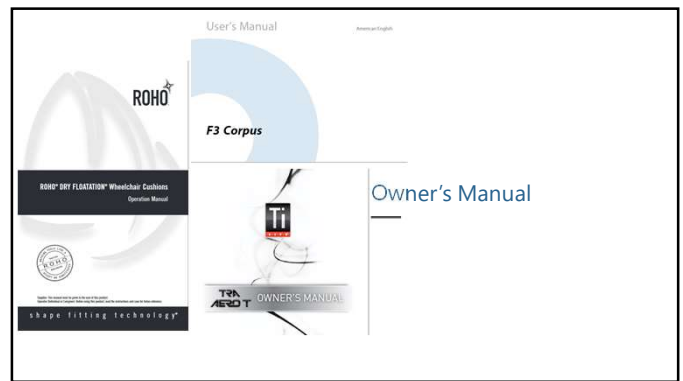 ROHO
ROHO® DRY FLOATATION® Wheelchair Cushions
Operation Manual
ROHO
shape fitting technology®
User's Manual
American English
F3 Corpus
Ti
LITE
TRA
AERO T
OWNER'S MANUAL
Owner's Manual